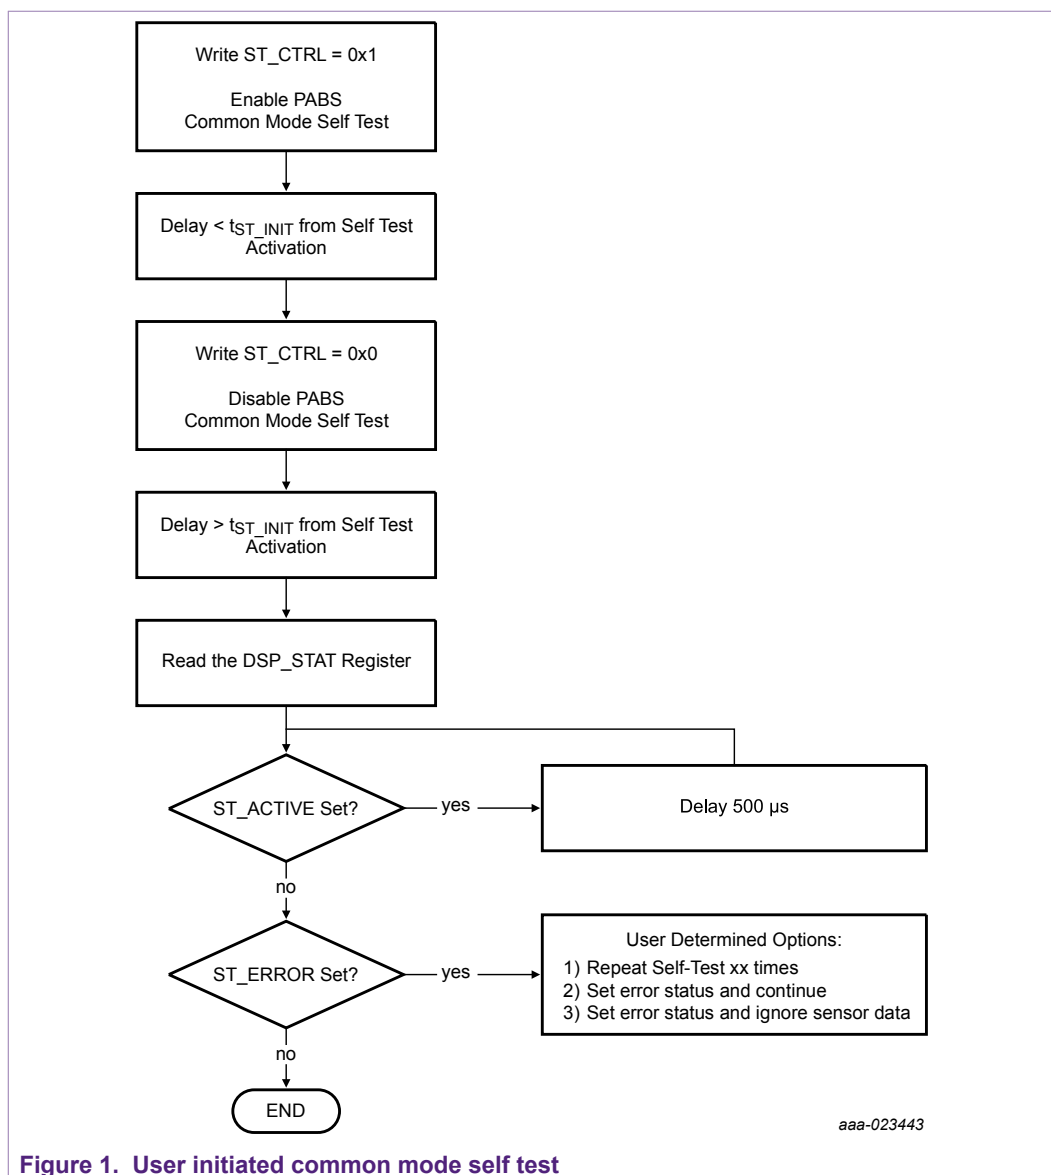 Write ST_CTRL = 0x1
Enable PABS
Common Mode Self Test
Delay < tST_INIT from Self Test
Activation
Write ST_CTRL = 0x0
Disable PABS
Common Mode Self Test
Delay > tST_INIT from Self Test
Activation
Read the DSP_STAT Register
ST_ACTIVE Set?
yes
Delay 500 µs
no
ST_ERROR Set?
yes
User Determined Options:
1) Repeat Self-Test xx times
2) Set error status and continue
3) Set error status and ignore sensor data
no
END
aaa-023443
Figure 1. User initiated common mode self test